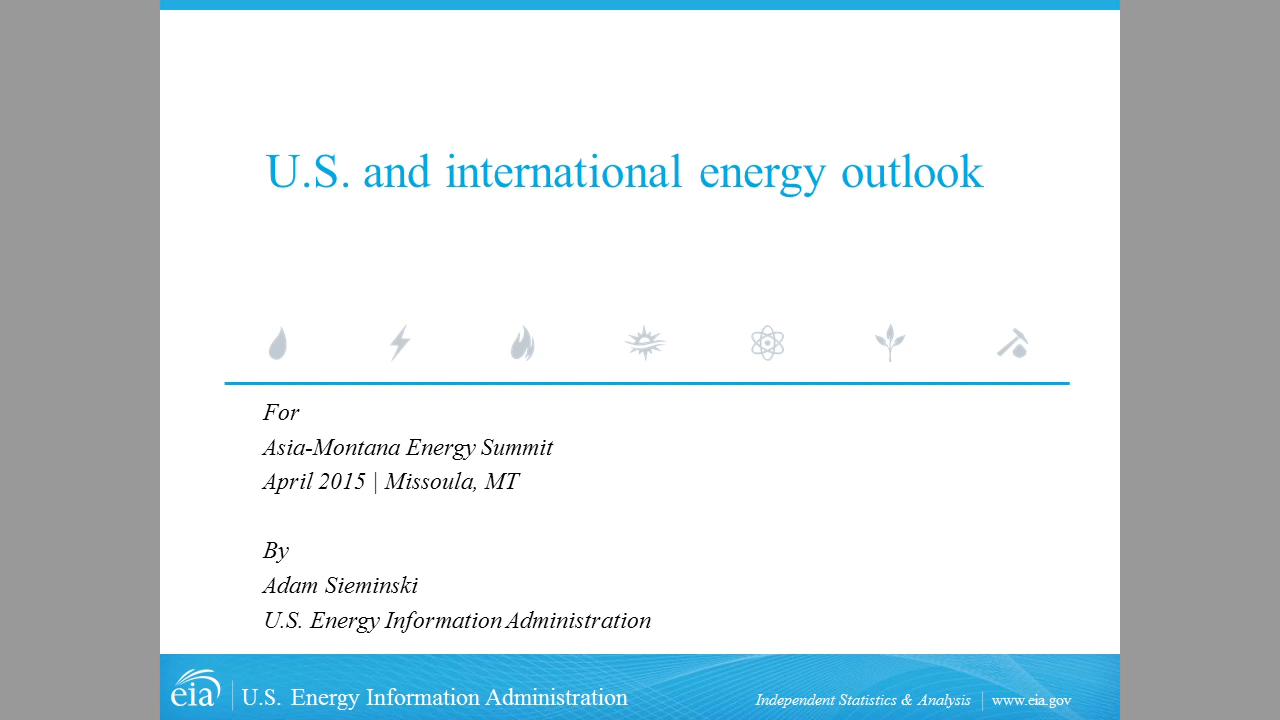 U.S. and international energy outlook
For
Asia-Montana Energy Summit
April 2015 | Missoula, MT
By
Adam Sieminski
U.S. Energy Information Administration
eia
U.S. Energy Information Administration
Independent Statistics & Analysis | www.eia.gov